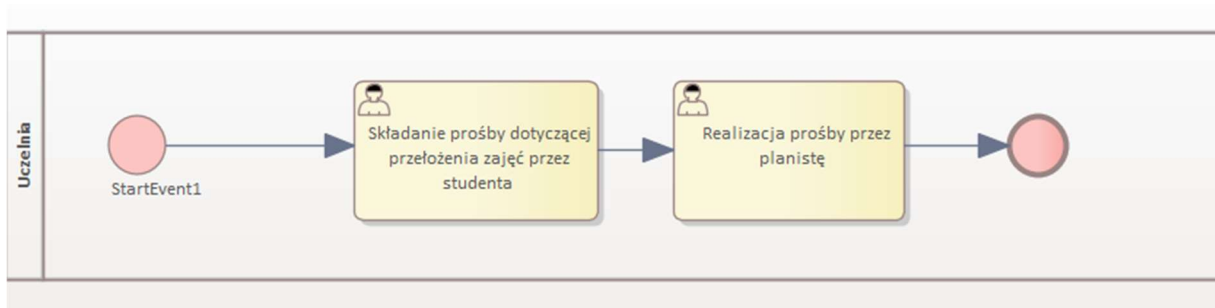 Uczelnia
StartEvent1
Składanie prośby dotyczącej
przełożenia zajęć przez
studenta
Realizacja prośby przez
planistę